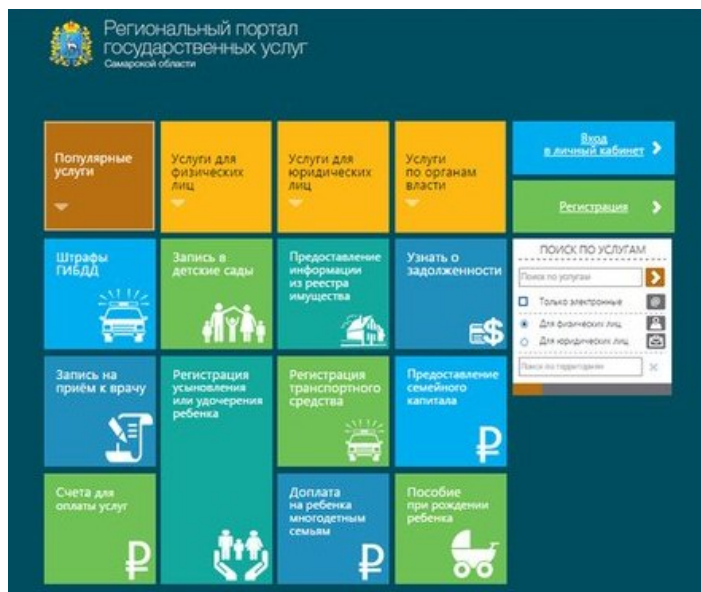 Региональный портал
государственных услуг
Самарской области
Популярные
услуги
Услуги для
физических
лиц
Услуги для
юридических
лиц
Услуги
по органам
власти
Вход
в личный кабинет
Регистрация
Штрафы
ГИБДД
Запись в
детские сады
Предоставление
информации
из реестра
имущества
Узнать о
задолженности
ПОИСК ПО УСЛУГАМ
Поиск по услугам
Только электронные
@
Для физических лиц
Для юридических лиц
Поиск по территориям
Запись на
приём к врачу
Регистрация
усыновления
или удочерения
ребенка
Регистрация
транспортного
средства
Предоставление
семейного
капитала
Счета для
оплаты услуг
Доплата
на ребенка
многодетным
семьям
Пособие
при рождении
ребенка